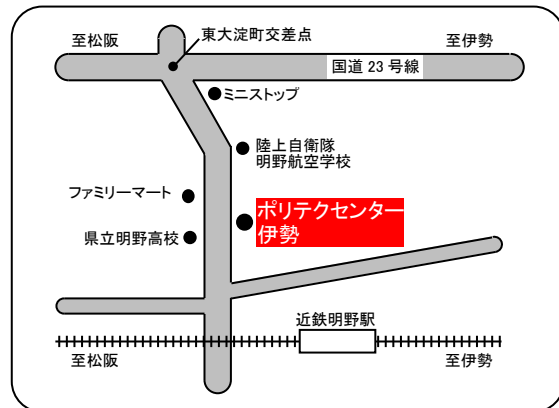 東大淀町交差点
至松阪
至伊勢
国道23号線
ミニストップ
陸上自衛隊
明野航空学校
ファミリーマート
ポリテクセンター
伊勢
県立明野高校
近鉄明野駅
至松阪
至伊勢